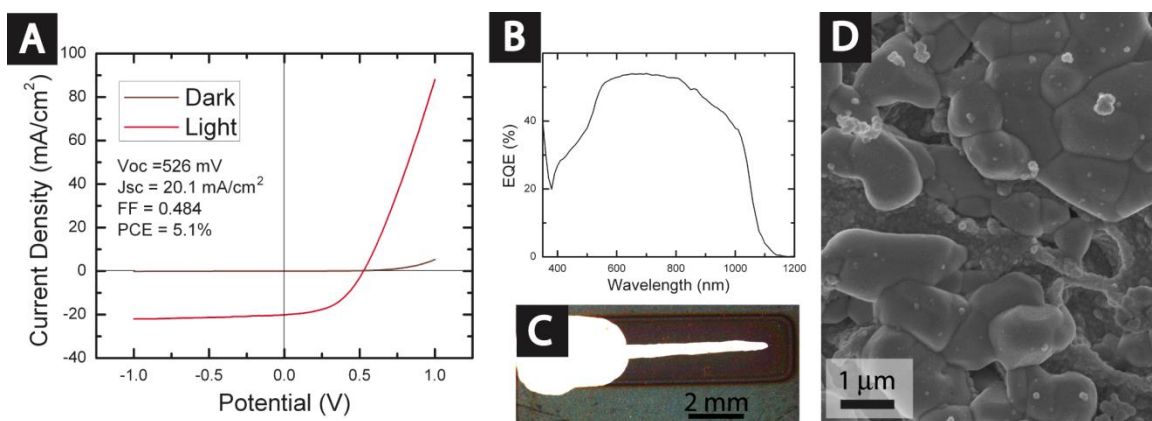 A
100
80
60
40
20
0
-20
-40
Current Density (mA/cm²)
Dark
Light
Voc =526 mV
Jsc = 20.1 mA/cm²
FF = 0.484
PCE = 5.1%
-1.0 -0.5 0.0 0.5 1.0
Potential (V)
B
40
20
0
EQE (%)
400 600 800 1000 1200
Wavelength (nm)
C
2 mm
D
1 µm